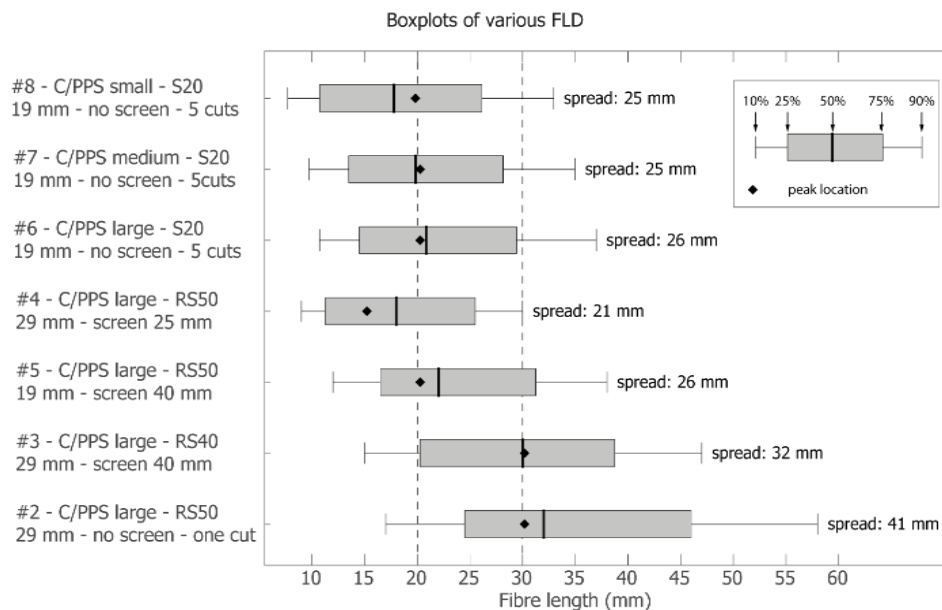 Boxplots of various FLD
#8 - C/PPS small - S20
19 mm - no screen - 5 cuts
spread: 25 mm
10% 25% 50% 75% 90%
peak location
#7 - C/PPS medium - S20
19 mm - no screen - 5cuts
spread: 25 mm
#6 - C/PPS large - S20
19 mm - no screen - 5 cuts
spread: 26 mm
#4 - C/PPS large - RS50
29 mm - screen 25 mm
spread: 21 mm
#5 - C/PPS large - RS50
19 mm - screen 40 mm
spread: 26 mm
#3 - C/PPS large - RS40
29 mm - screen 40 mm
spread: 32 mm
#2 - C/PPS large - RS50
29 mm - no screen - one cut
spread: 41 mm
10 20 30 40 50 60
Fibre length (mm)